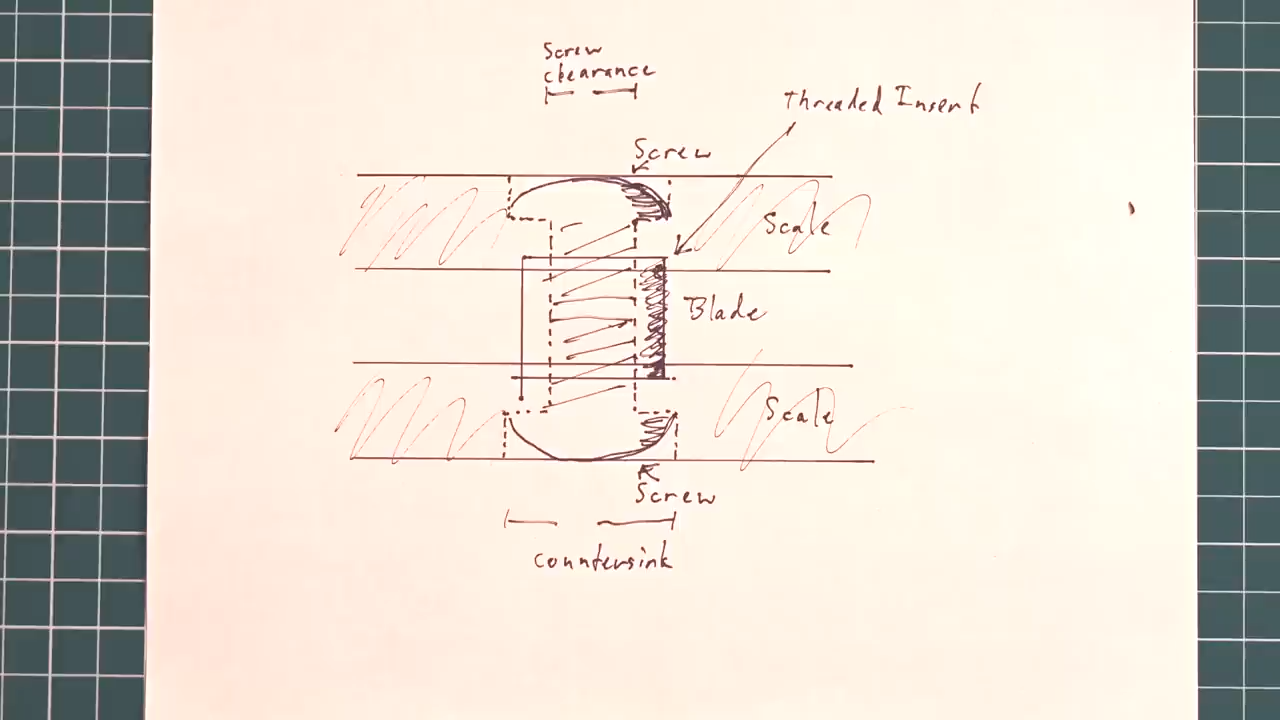 Screw
clearance
Threaded Insert
Screw
Scale
Blade
Scale
Screw
countersink